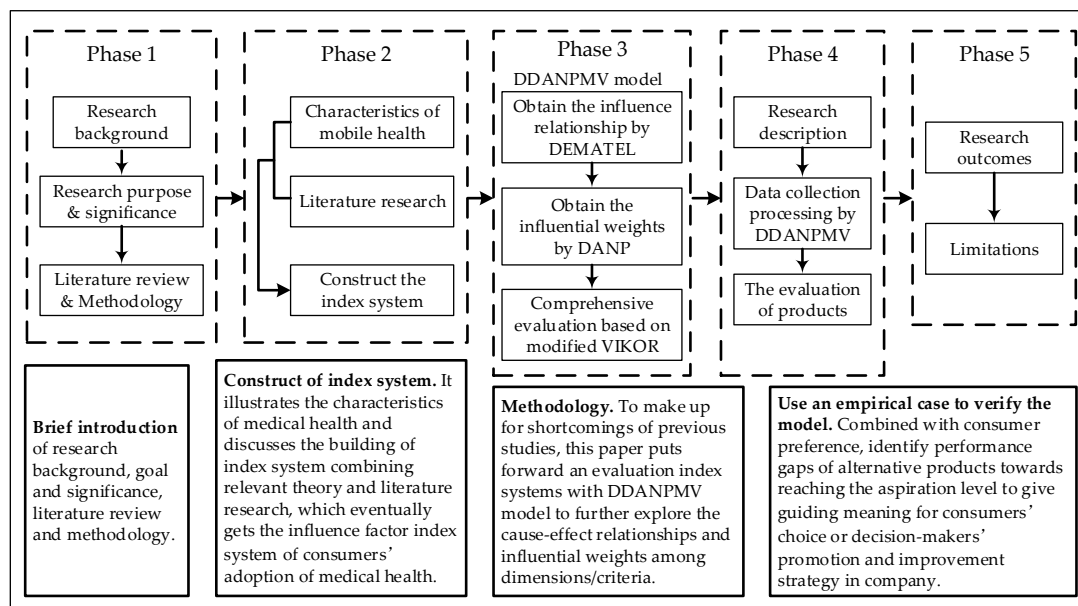 Phase 1
Research
background
Research purpose
& significance
Literature review
& Methodology
Phase 2
Characteristics of
mobile health
Literature research
Construct the
index system
Phase 3
DDANPMV model
Obtain the influence
relationship by
DEMATEL
Obtain the
influential weights
by DANP
Comprehensive
evaluation based on
modified VIKOR
Phase 4
Research
description
Data collection
processing by
DDANPMV
The evaluation
of products
Phase 5
Research
outcomes
Limitations
Brief introduction
of research
background, goal
and significance,
literature review
and methodology.
Construct of index system. It
illustrates the characteristics
of medical health and
discusses the building of
index system combining
relevant theory and literature
research, which eventually
gets the influence factor index
system of consumers’
adoption of medical health.
Methodology. To make up
for shortcomings of previous
studies, this paper puts
forward an evaluation index
systems with DDANPMV
model to further explore the
cause-effect relationships and
influential weights among
dimensions/criteria.
Use an empirical case to verify the
model. Combined with consumer
preference, identify performance
gaps of alternative products towards
reaching the aspiration level to give
guiding meaning for consumers’
choice or decision-makers’
promotion and improvement
strategy in company.